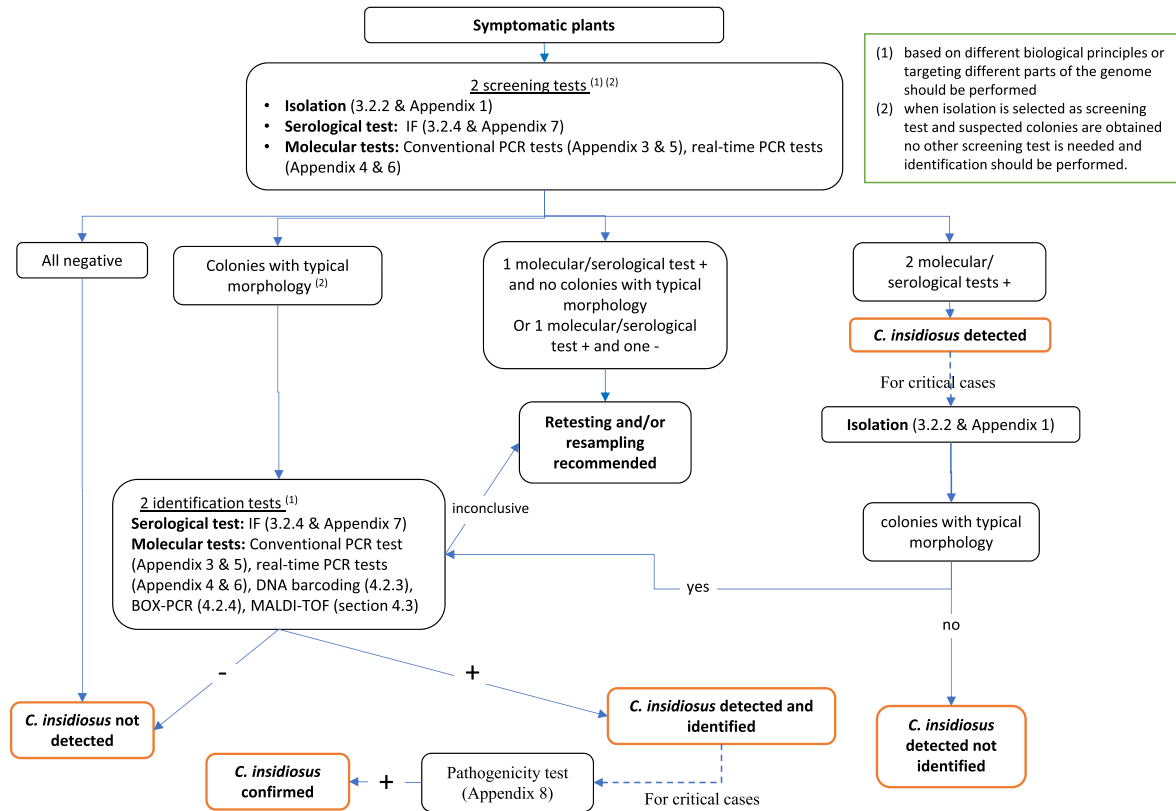 Symptomatic plants
2 screening tests (1) (2)
• Isolation (3.2.2 & Appendix 1)
• Serological test: IF (3.2.4 & Appendix 7)
• Molecular tests: Conventional PCR tests (Appendix 3 & 5), real-time PCR tests
(Appendix 4 & 6)
(1) based on different biological principles or
targeting different parts of the genome
should be performed
(2) when isolation is selected as screening
test and suspected colonies are obtained
no other screening test is needed and
identification should be performed.
All negative
Colonies with typical
morphology (2)
1 molecular/serological test +
and no colonies with typical
morphology
Or 1 molecular/serological
test + and one -
2 molecular/
serological tests +
C. insidiosus detected
For critical cases
Isolation (3.2.2 & Appendix 1)
Retesting and/or
resampling
recommended
inconclusive
2 identification tests (1)
Serological test: IF (3.2.4 & Appendix 7)
Molecular tests: Conventional PCR test
(Appendix 3 & 5), real-time PCR tests
(Appendix 4 & 6), DNA barcoding (4.2.3),
BOX-PCR (4.2.4), MALDI-TOF (section 4.3)
colonies with typical
morphology
yes
no
-
+
C. insidiosus not
detected
C. insidiosus detected and
identified
C. insidiosus
detected not
identified
C. insidiosus
confirmed
+
Pathogenicity test
(Appendix 8)
For critical cases